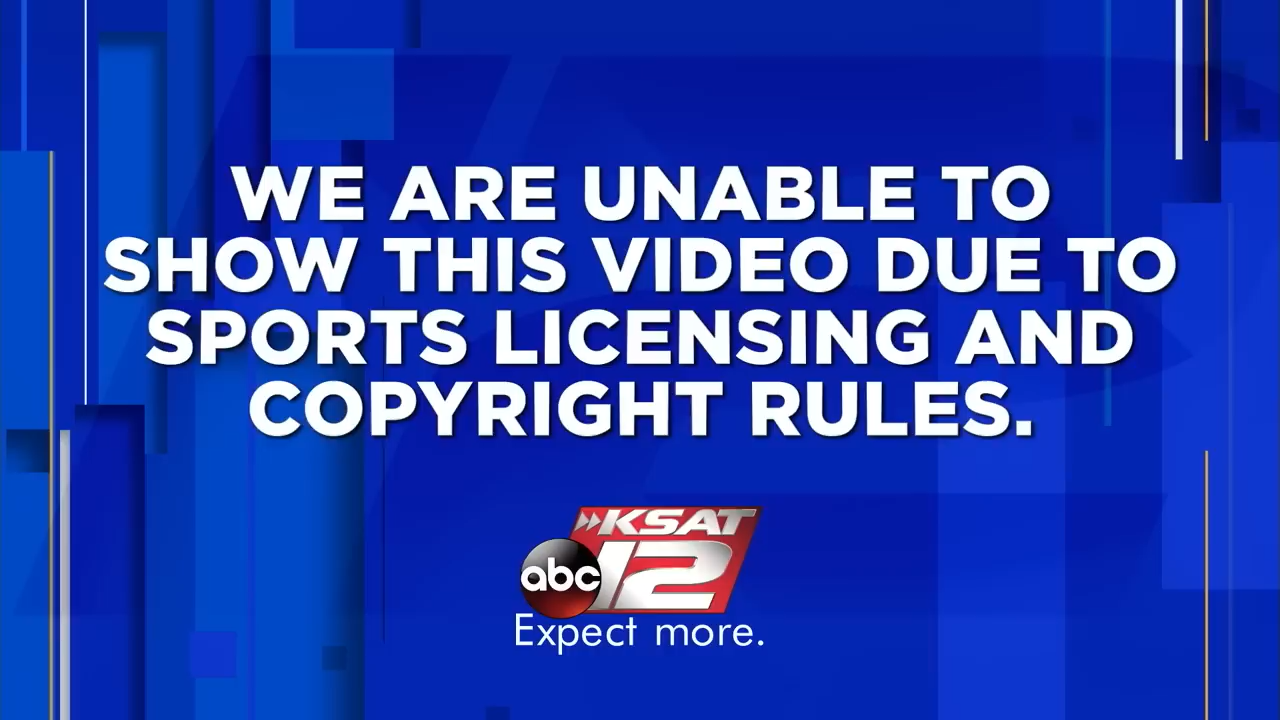 WE ARE UNABLE TO
SHOW THIS VIDEO DUE TO
SPORTS LICENSING AND
COPYRIGHT RULES.
KSAT
abc 12
Expect more.